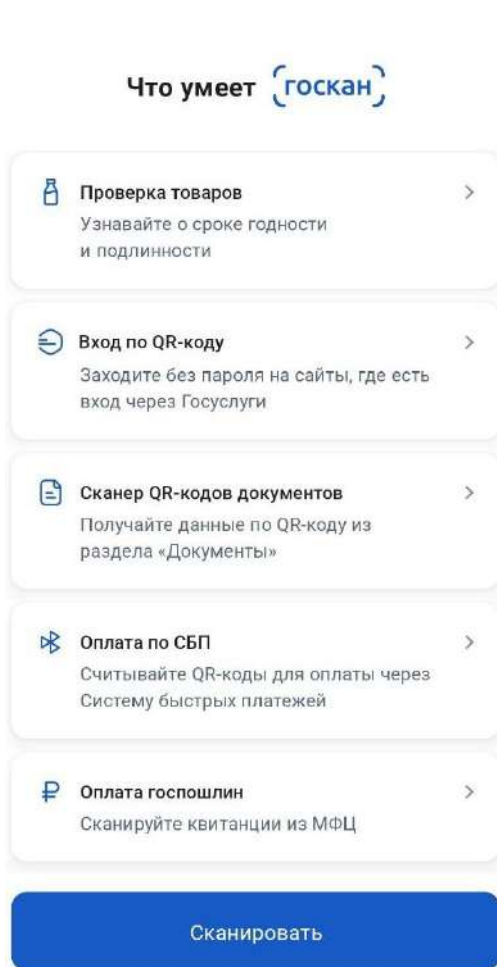 Что умеет госкан
Проверка товаров
Узнавайте о сроке годности
и подлинности
Вход по QR-коду
Заходите без пароля на сайты, где есть
вход через Госуслуги
Сканер QR-кодов документов
Получайте данные по QR-коду из
раздела «Документы»
Оплата по СБП
Считывайте QR-коды для оплаты через
Систему быстрых платежей
Оплата госпошлин
Сканируйте квитанции из МФЦ
Сканировать